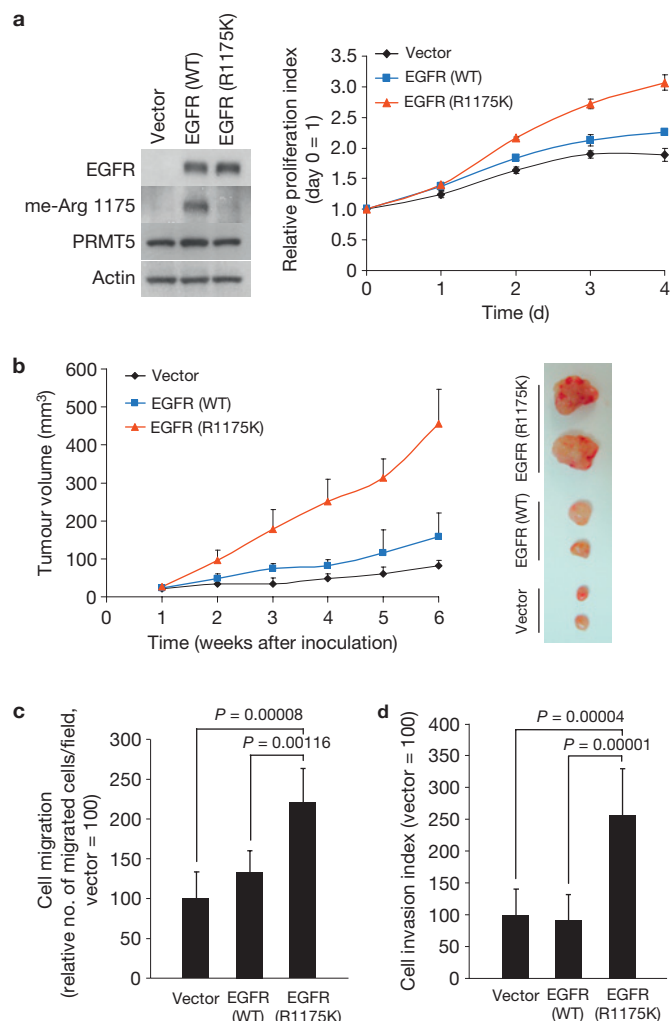 a
Vector
EGFR (WT)
EGFR (R1175K)
EGFR
me-Arg 1175
PRMT5
Actin
Relative proliferation index
(day 0 = 1)
3.5
3.0
2.5
2.0
1.5
1.0
0.5
0
0 1 2 3 4
Time (d)
Vector
EGFR (WT)
EGFR (R1175K)
b
Tumour volume (mm³)
600
500
400
300
200
100
0
0 1 2 3 4 5 6
Time (weeks after inoculation)
Vector
EGFR (WT)
EGFR (R1175K)
EGFR (R1175K)
EGFR (WT)
Vector
c
Cell migration
(relative no. of migrated cells/field,
vector = 100)
300
250
200
150
100
50
0
P = 0.00008
P = 0.00116
Vector EGFR EGFR
(WT) (R1175K)
d
Cell invasion index (vector = 100)
400
350
300
250
200
150
100
50
0
P = 0.00004
P = 0.00001
Vector EGFR EGFR
(WT) (R1175K)